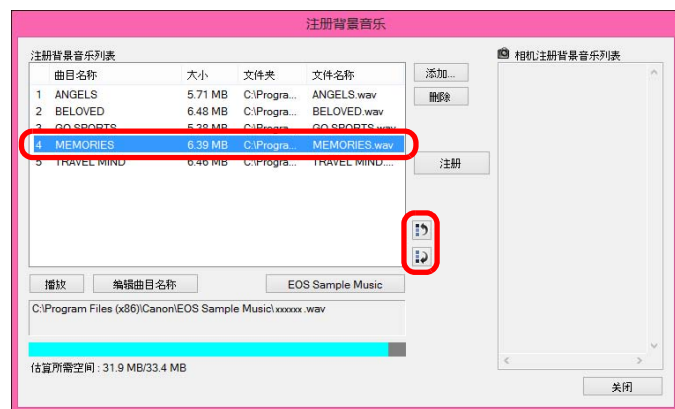 注册背景音乐
注册背景音乐列表
相机注册背景音乐列表
曲目名称 大小 文件夹 文件名称
添加...
1 ANGELS 5.71 MB C:\Progra... ANGELS.wav
删除
2 BELOVED 6.48 MB C:\Progra... BELOVED.wav
3 GO SPORTS 5.38 MB C:\Progra... GO SPORTS.wav
4 MEMORIES 6.39 MB C:\Progra... MEMORIES.wav
5 TRAVEL MIND 6.46 MB C:\Progra... TRAVEL MIND....
注册
播放 编辑曲目名称 EOS Sample Music
C:\Program Files (x86)\Canon\EOS Sample Music\xxxxxx.wav
估算所需空间 : 31.9 MB/33.4 MB
关闭